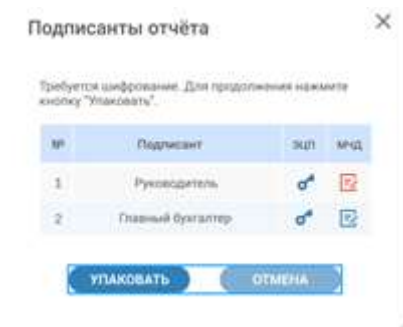 Подписанты отчёта
Требуется шифрование. Для продолжения нажмите
кнопку "Упаковать".
№ Подписант ЭЦП МЧД
1 Руководитель
2 Главный бухгалтер
УПАКОВАТЬ ОТМЕНА